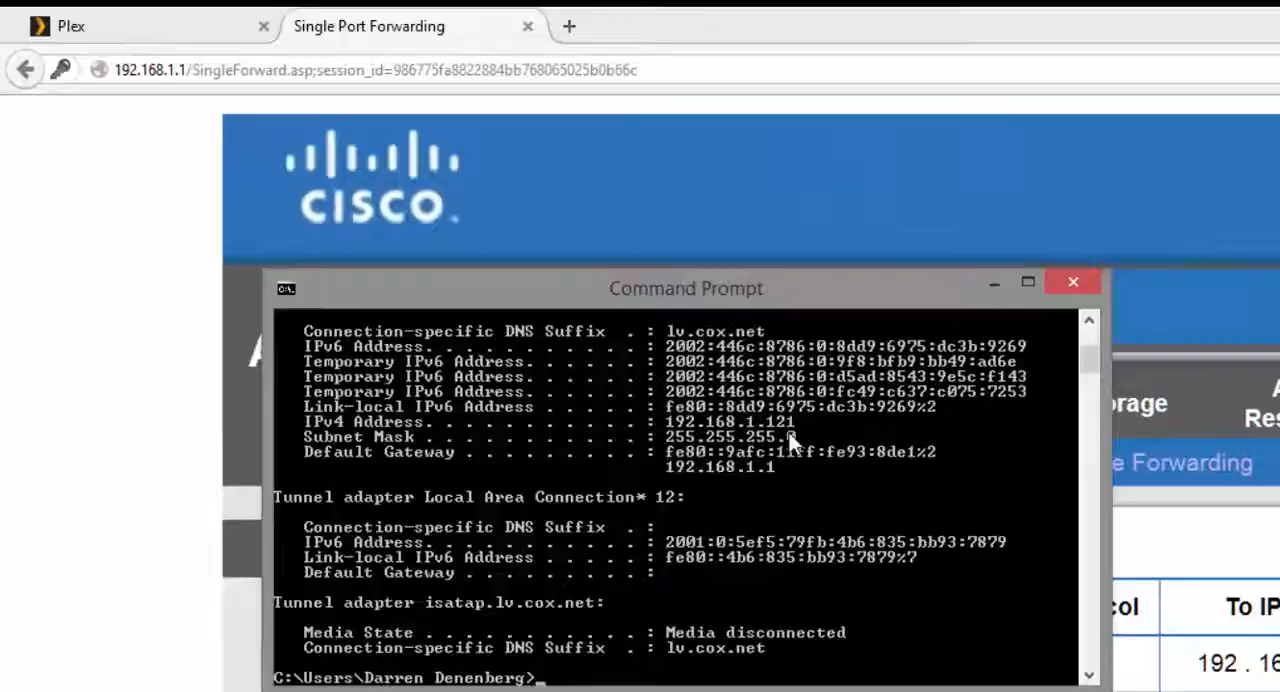 Plex
Single Port Forwarding
192.168.1.1/SingleForward.asp;session_id=986775fa8822884bb768065025b0b66c
CISCO.
Command Prompt
Connection-specific DNS Suffix . : lv.cox.net
IPv6 Address. . . . . . . . . . . : 2002:446c:8786:0:8dd9:6975:dc3b:9269
Temporary IPv6 Address. . . . . . : 2002:446c:8786:0:9f8:bfb9:bb49:ad6e
Temporary IPv6 Address. . . . . . : 2002:446c:8786:0:d5ad:8543:9e5c:f143
Temporary IPv6 Address. . . . . . : 2002:446c:8786:0:fc49:c637:c075:7253
Link-local IPv6 Address . . . . . : fe80::8dd9:6975:dc3b:9269%2
IPv4 Address. . . . . . . . . . . : 192.168.1.121
Subnet Mask . . . . . . . . . . . : 255.255.255.0
Default Gateway . . . . . . . . . : fe80::9afc:11ff:fe93:8de1%2
192.168.1.1
Tunnel adapter Local Area Connection* 12:
Connection-specific DNS Suffix . :
IPv6 Address. . . . . . . . . . . : 2001:0:5ef5:79fb:4b6:835:bb93:7879
Link-local IPv6 Address . . . . . : fe80::4b6:835:bb93:7879%7
Default Gateway . . . . . . . . . :
Tunnel adapter isatap.lv.cox.net:
Media State . . . . . . . . . . . : Media disconnected
Connection-specific DNS Suffix . : lv.cox.net
C:\Users\Darren Denenberg>_
orage
Res
e Forwarding
col
To IP
192 . 16